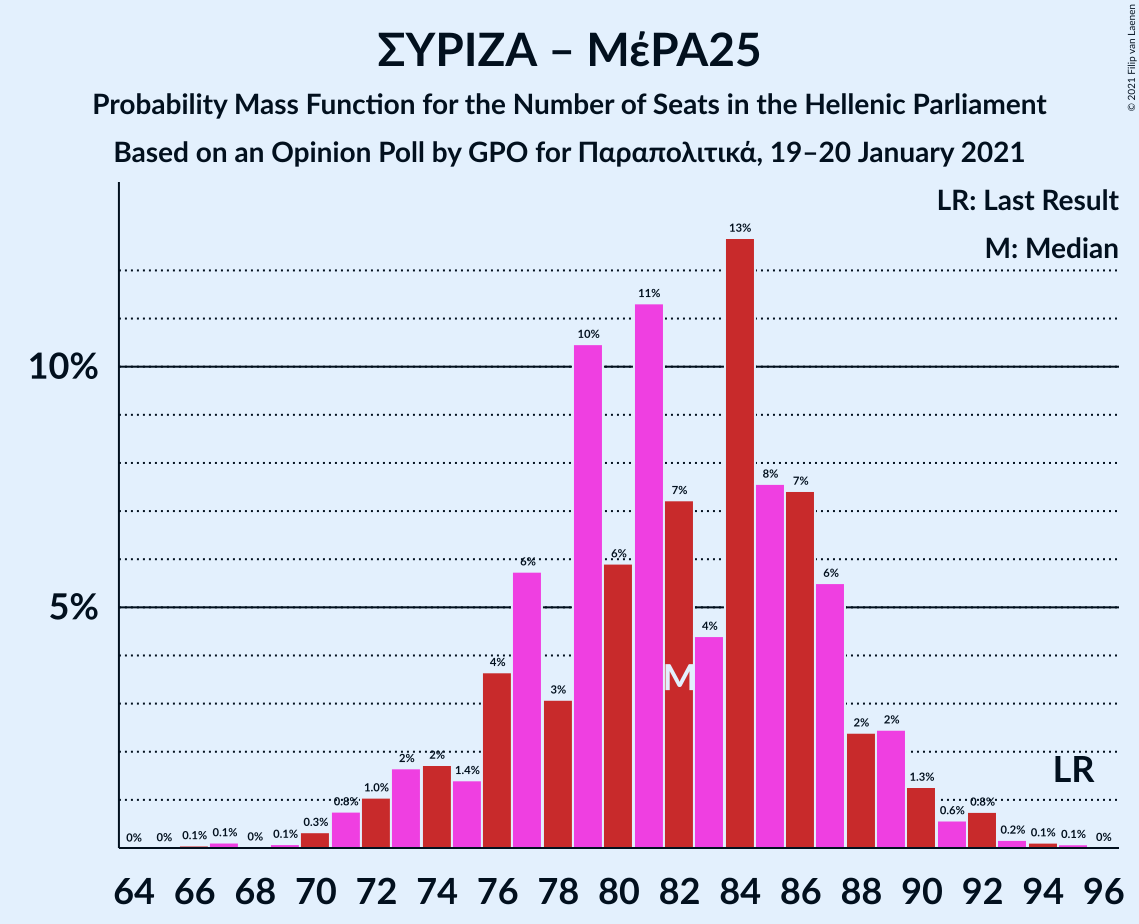 ΣΥΡΙΖΑ – ΜέΡΑ25
Probability Mass Function for the Number of Seats in the Hellenic Parliament
Based on an Opinion Poll by GPO for Παραπολιτικά, 19–20 January 2021
© 2021 Filip van Laenen
LR: Last Result
M: Median
10%
5%
0% 0% 0.1% 0.1% 0% 0.1% 0.3% 0.8% 1.0% 2% 2% 1.4% 4% 6% 3% 10% 6% 11% 7% 4% 13% 8% 7% 6% 2% 2% 1.3% 0.6% 0.8% 0.2% 0.1% 0.1% 0%
M
LR
64 66 68 70 72 74 76 78 80 82 84 86 88 90 92 94 96